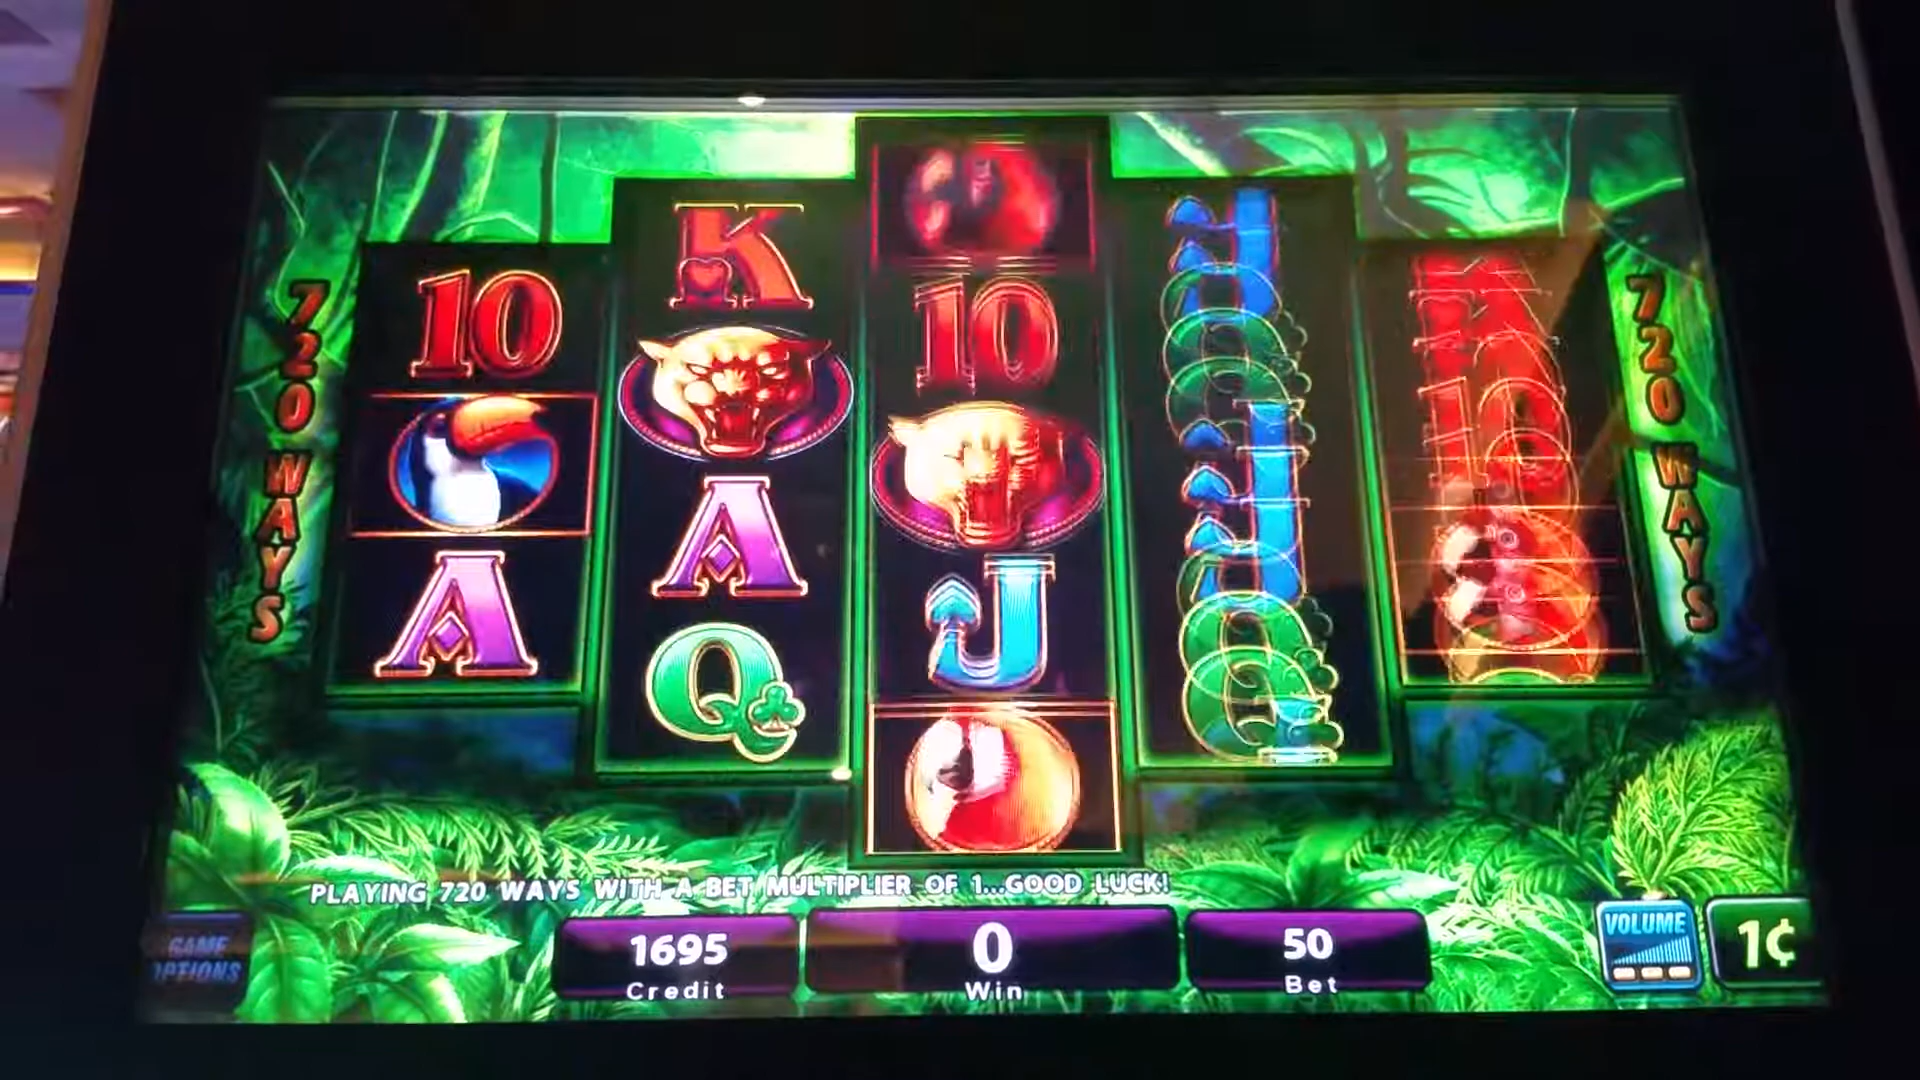 720 WAYS
720 WAYS
10
A
K
A
Q
10
J
J
J
Q
K
10
PLAYING 720 WAYS WITH A BET MULTIPLIER OF 1...GOOD LUCK!
GAME
OPTIONS
1695
Credit
0
Win
50
Bet
VOLUME
1¢